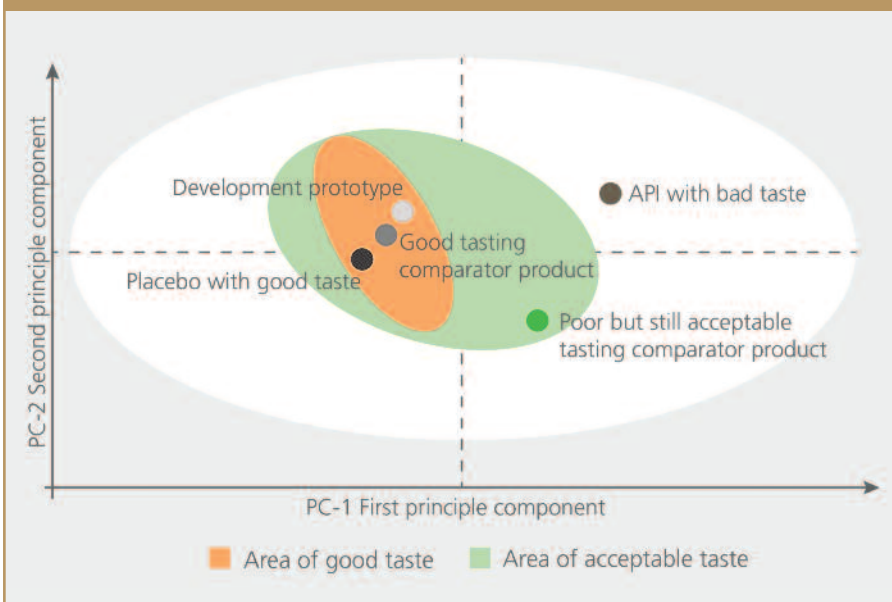 PC-2 Second principle component
Development prototype
API with bad taste
Good tasting
comparator product
Placebo with good taste
Poor but still acceptable
tasting comparator product
PC-1 First principle component
Area of good taste
Area of acceptable taste